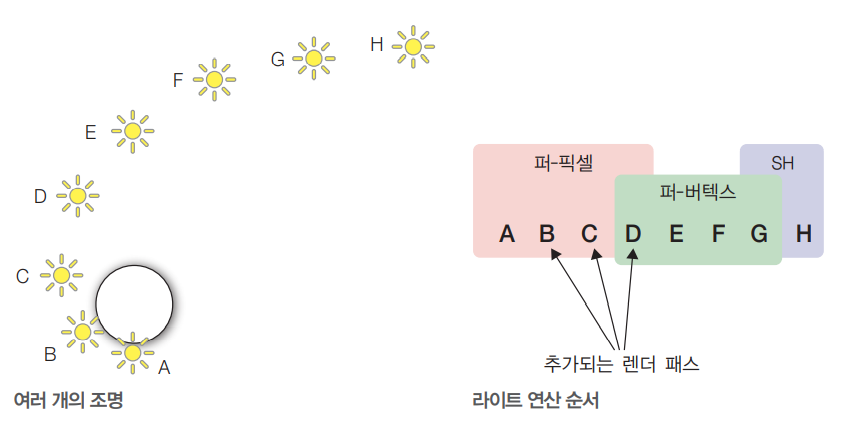 H
G
F
E
D
C
B
A
여러 개의 조명
퍼-픽셀
SH
퍼-버텍스
A B C D E F G H
추가되는 렌더 패스
라이트 연산 순서